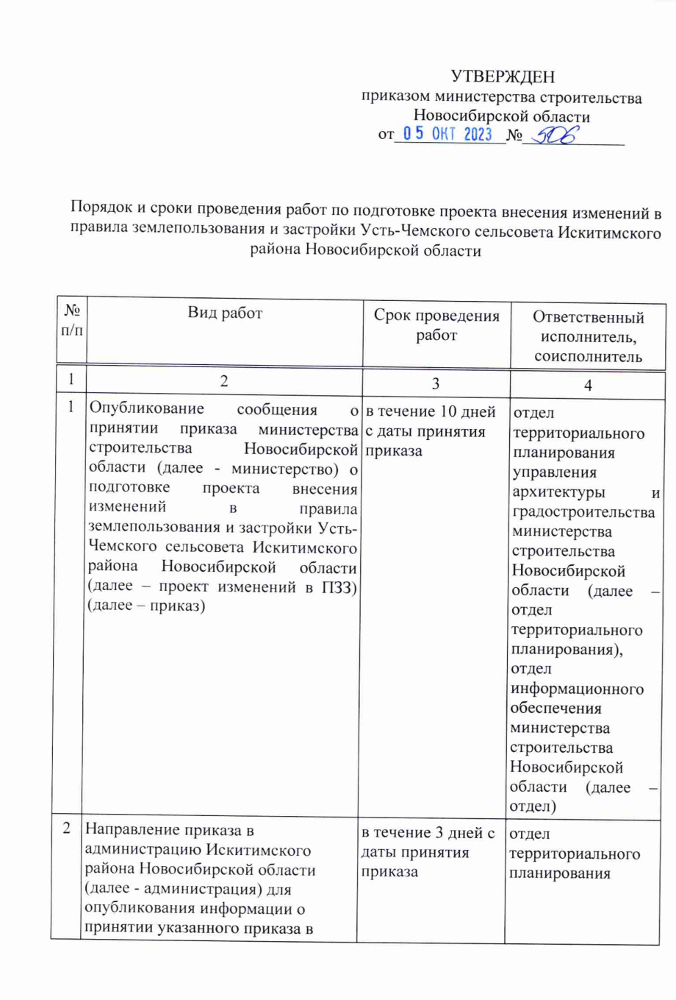 УТВЕРЖДЕН
приказом министерства строительства
Новосибирской области
от 05 ОКТ 2023 № 506
Порядок и сроки проведения работ по подготовке проекта внесения изменений в
правила землепользования и застройки Усть-Чемского сельсовета Искитимского
района Новосибирской области
№
п/п
Вид работ
Срок проведения
работ
Ответственный
исполнитель,
соисполнитель
1
2
3
4
1
Опубликование сообщения о
принятии приказа министерства
строительства Новосибирской
области (далее - министерство) о
подготовке проекта внесения
изменений в правила
землепользования и застройки Усть-
Чемского сельсовета Искитимского
района Новосибирской области
(далее – проект изменений в ПЗЗ)
(далее – приказ)
в течение 10 дней
с даты принятия
приказа
отдел
территориального
планирования
управления
архитектуры и
градостроительства
министерства
строительства
Новосибирской
области (далее –
отдел
территориального
планирования),
отдел
информационного
обеспечения
министерства
строительства
Новосибирской
области (далее –
отдел)
2
Направление приказа в
администрацию Искитимского
района Новосибирской области
(далее - администрация) для
опубликования информации о
принятии указанного приказа в
в течение 3 дней с
даты принятия
приказа
отдел
территориального
планирования